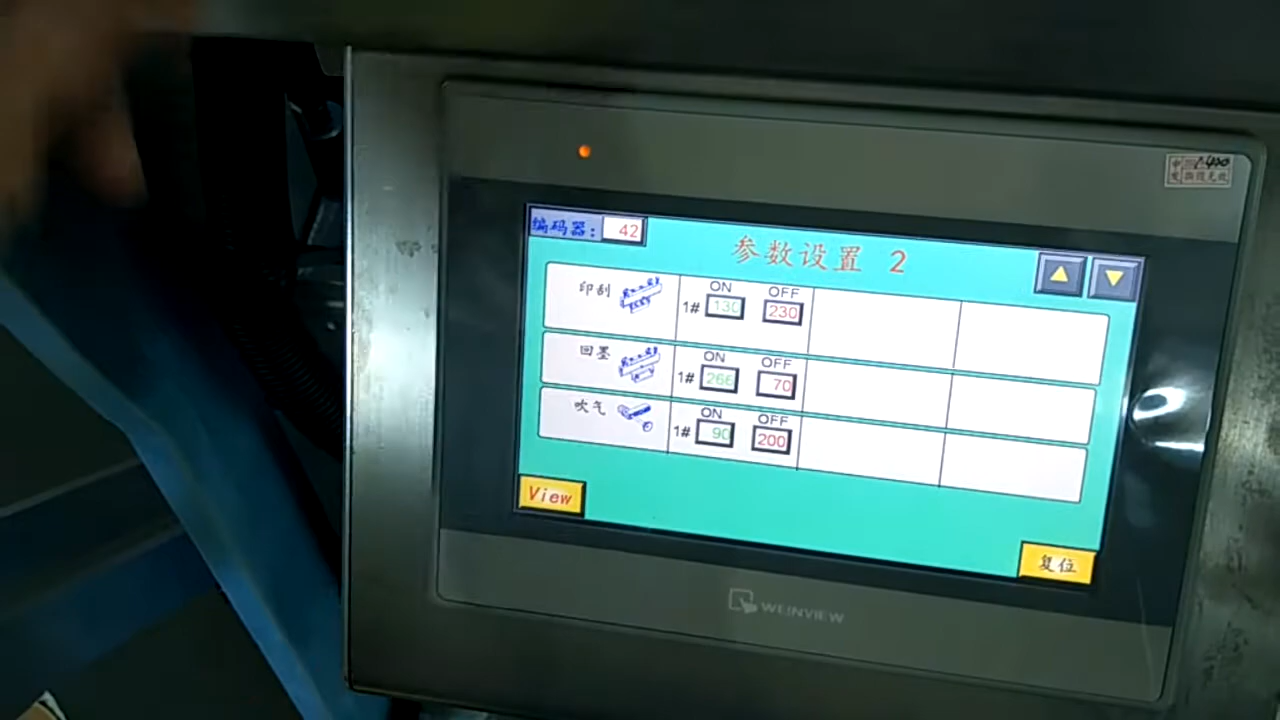 编码器: 42
参数设置 2
印刮 1# ON 130 OFF 230
回墨 1# ON 266 OFF 70
吹气 1# ON 90 OFF 200
View
复位
WEINVIEW